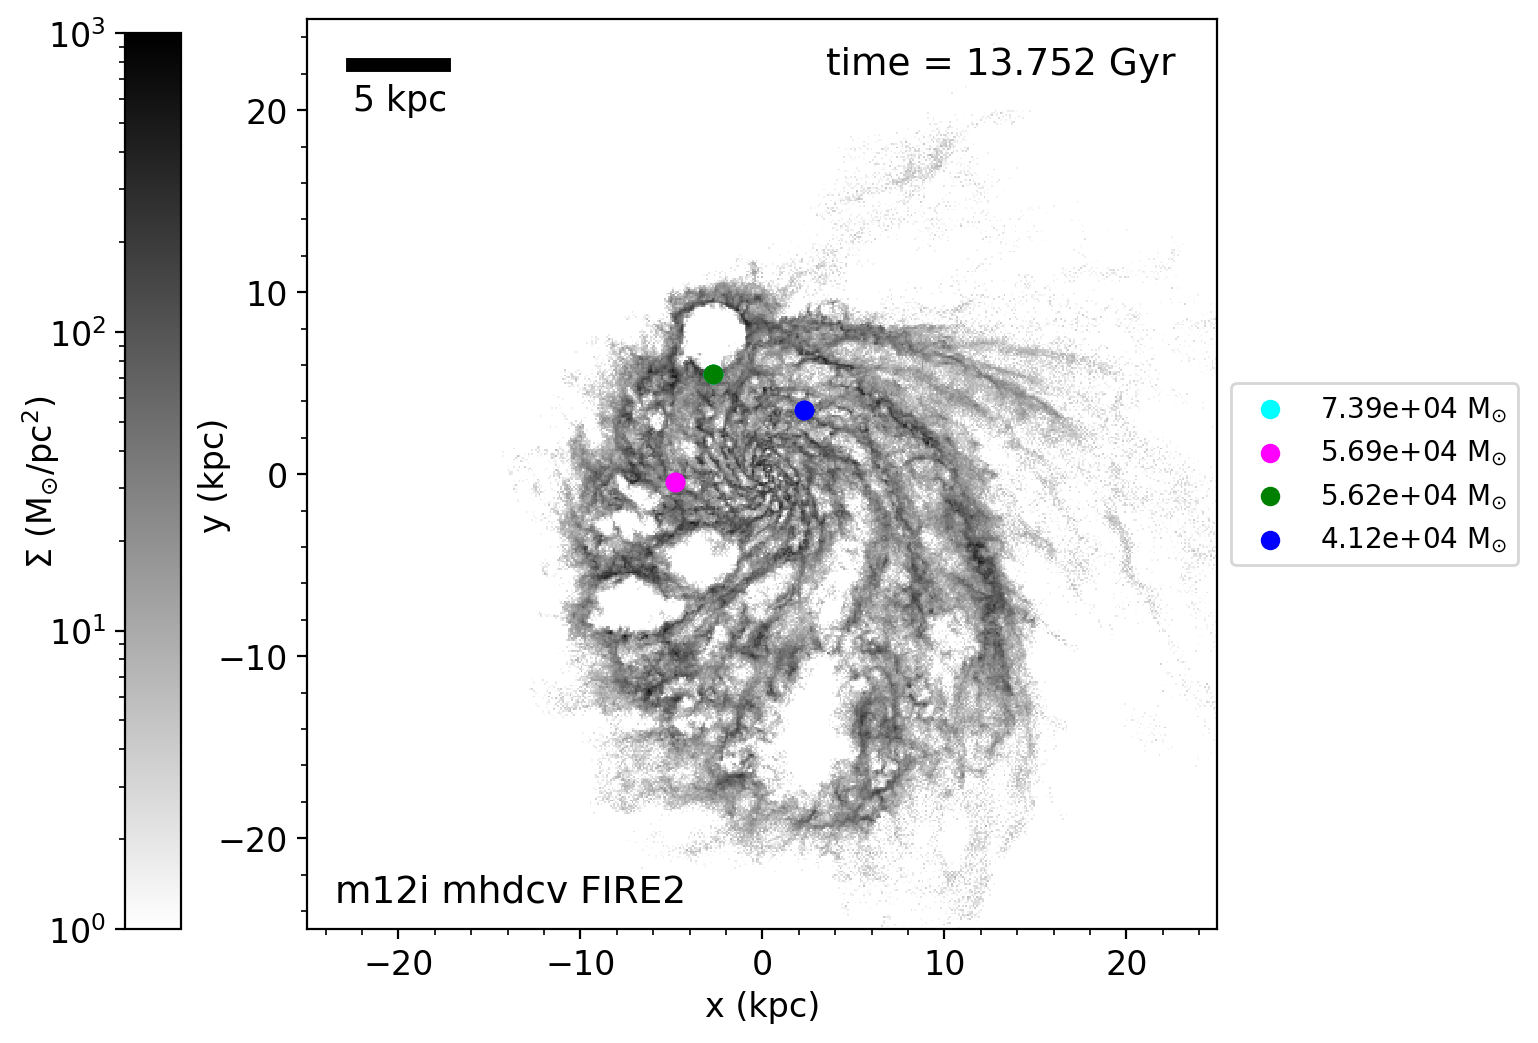 time = 13.752 Gyr
5 kpc
m12i mhdcv FIRE2
10³
10²
10¹
10⁰
Σ (M⊙/pc²)
20
10
0
−10
−20
y (kpc)
−20 −10 0 10 20
x (kpc)
7.39e+04 M⊙
5.69e+04 M⊙
5.62e+04 M⊙
4.12e+04 M⊙